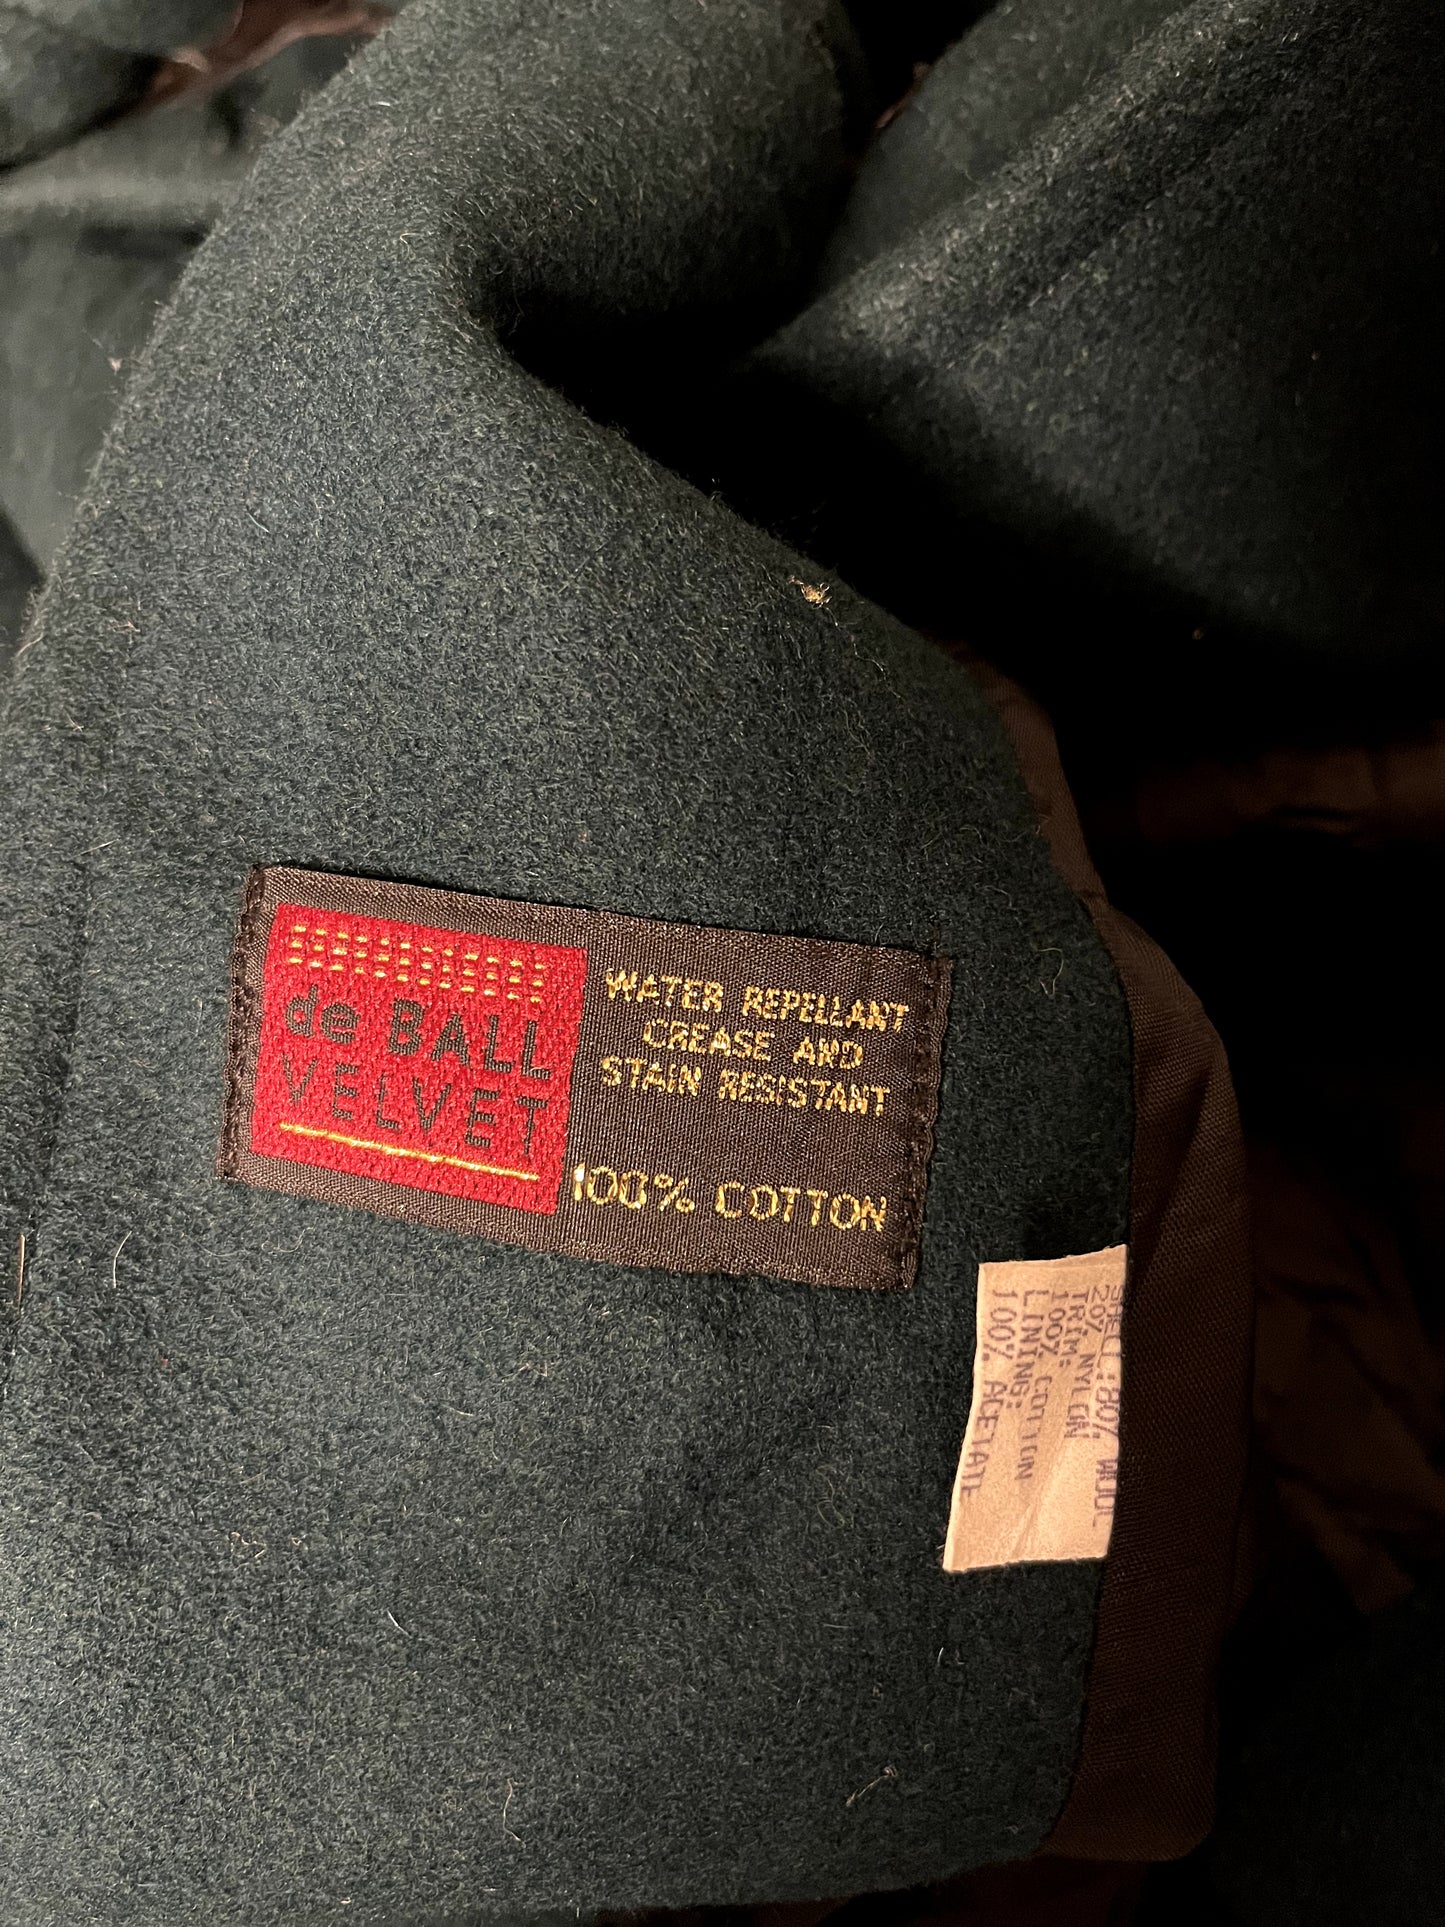 de BALL
VELVET
WATER REPELLANT
CREASE AND
STAIN RESISTANT
100% COTTON
SHELL:80% WOOL
20% NYLON
TRIM:
100% COTTON
LINING:
100% ACETATE